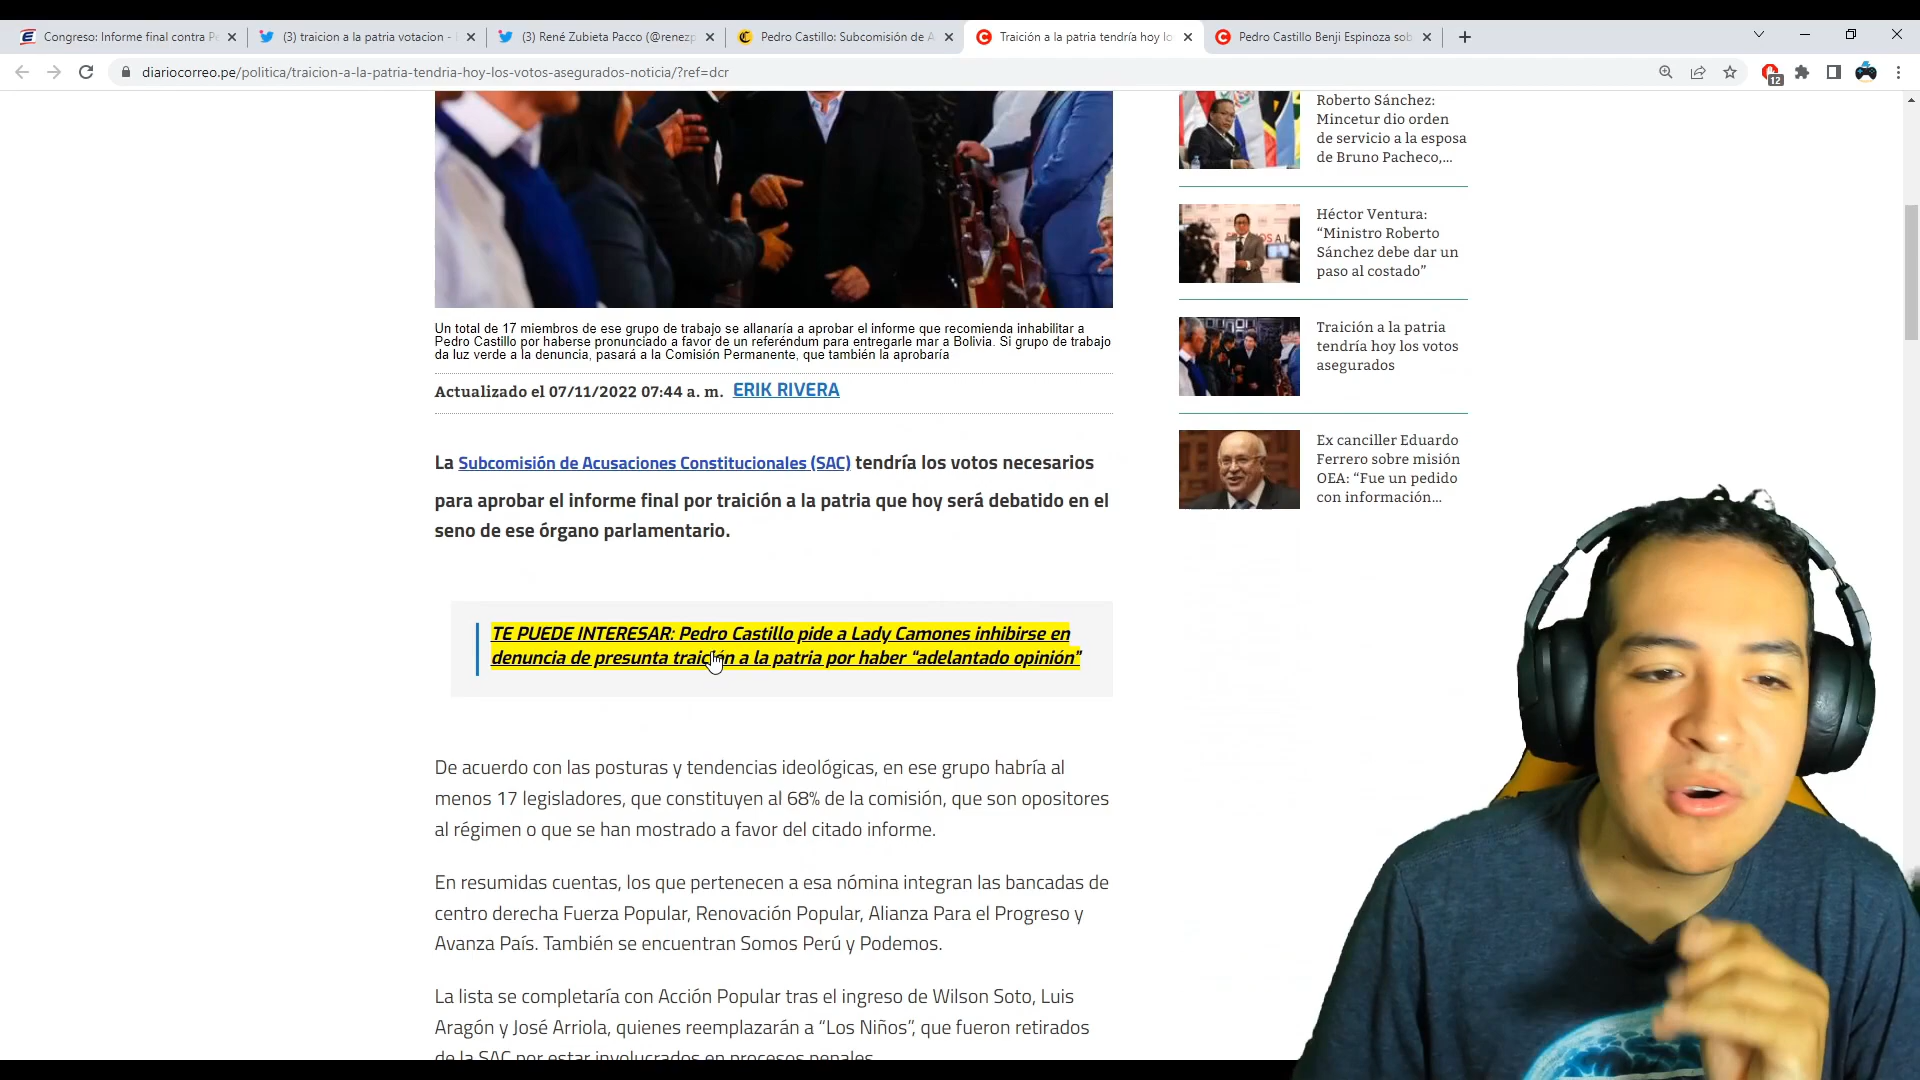 Congreso: Informe final contra P
(3) traicion a la patria votacion -
(3) René Zubieta Pacco (@renezp
Pedro Castillo: Subcomisión de A
Traición a la patria tendría hoy lo
Pedro Castillo Benji Espinoza sob
diariocorreo.pe/politica/traicion-a-la-patria-tendria-hoy-los-votos-asegurados-noticia/?ref=dcr
12
Un total de 17 miembros de ese grupo de trabajo se allanaría a aprobar el informe que recomienda inhabilitar a
Pedro Castillo por haberse pronunciado a favor de un referéndum para entregarle mar a Bolivia. Si grupo de trabajo
da luz verde a la denuncia, pasará a la Comisión Permanente, que también la aprobaría
Actualizado el 07/11/2022 07:44 a. m. ERIK RIVERA
La Subcomisión de Acusaciones Constitucionales (SAC) tendría los votos necesarios
para aprobar el informe final por traición a la patria que hoy será debatido en el
seno de ese órgano parlamentario.
TE PUEDE INTERESAR: Pedro Castillo pide a Lady Camones inhibirse en
denuncia de presunta traición a la patria por haber “adelantado opinión”
De acuerdo con las posturas y tendencias ideológicas, en ese grupo habría al
menos 17 legisladores, que constituyen al 68% de la comisión, que son opositores
al régimen o que se han mostrado a favor del citado informe.
En resumidas cuentas, los que pertenecen a esa nómina integran las bancadas de
centro derecha Fuerza Popular, Renovación Popular, Alianza Para el Progreso y
Avanza País. También se encuentran Somos Perú y Podemos.
La lista se completaría con Acción Popular tras el ingreso de Wilson Soto, Luis
Aragón y José Arriola, quienes reemplazarán a “Los Niños”, que fueron retirados
de la SAC por estar involucrados en procesos penales.
Roberto Sánchez:
Mincetur dio orden
de servicio a la esposa
de Bruno Pacheco,...
Héctor Ventura:
“Ministro Roberto
Sánchez debe dar un
paso al costado”
Traición a la patria
tendría hoy los votos
asegurados
Ex canciller Eduardo
Ferrero sobre misión
OEA: “Fue un pedido
con información...